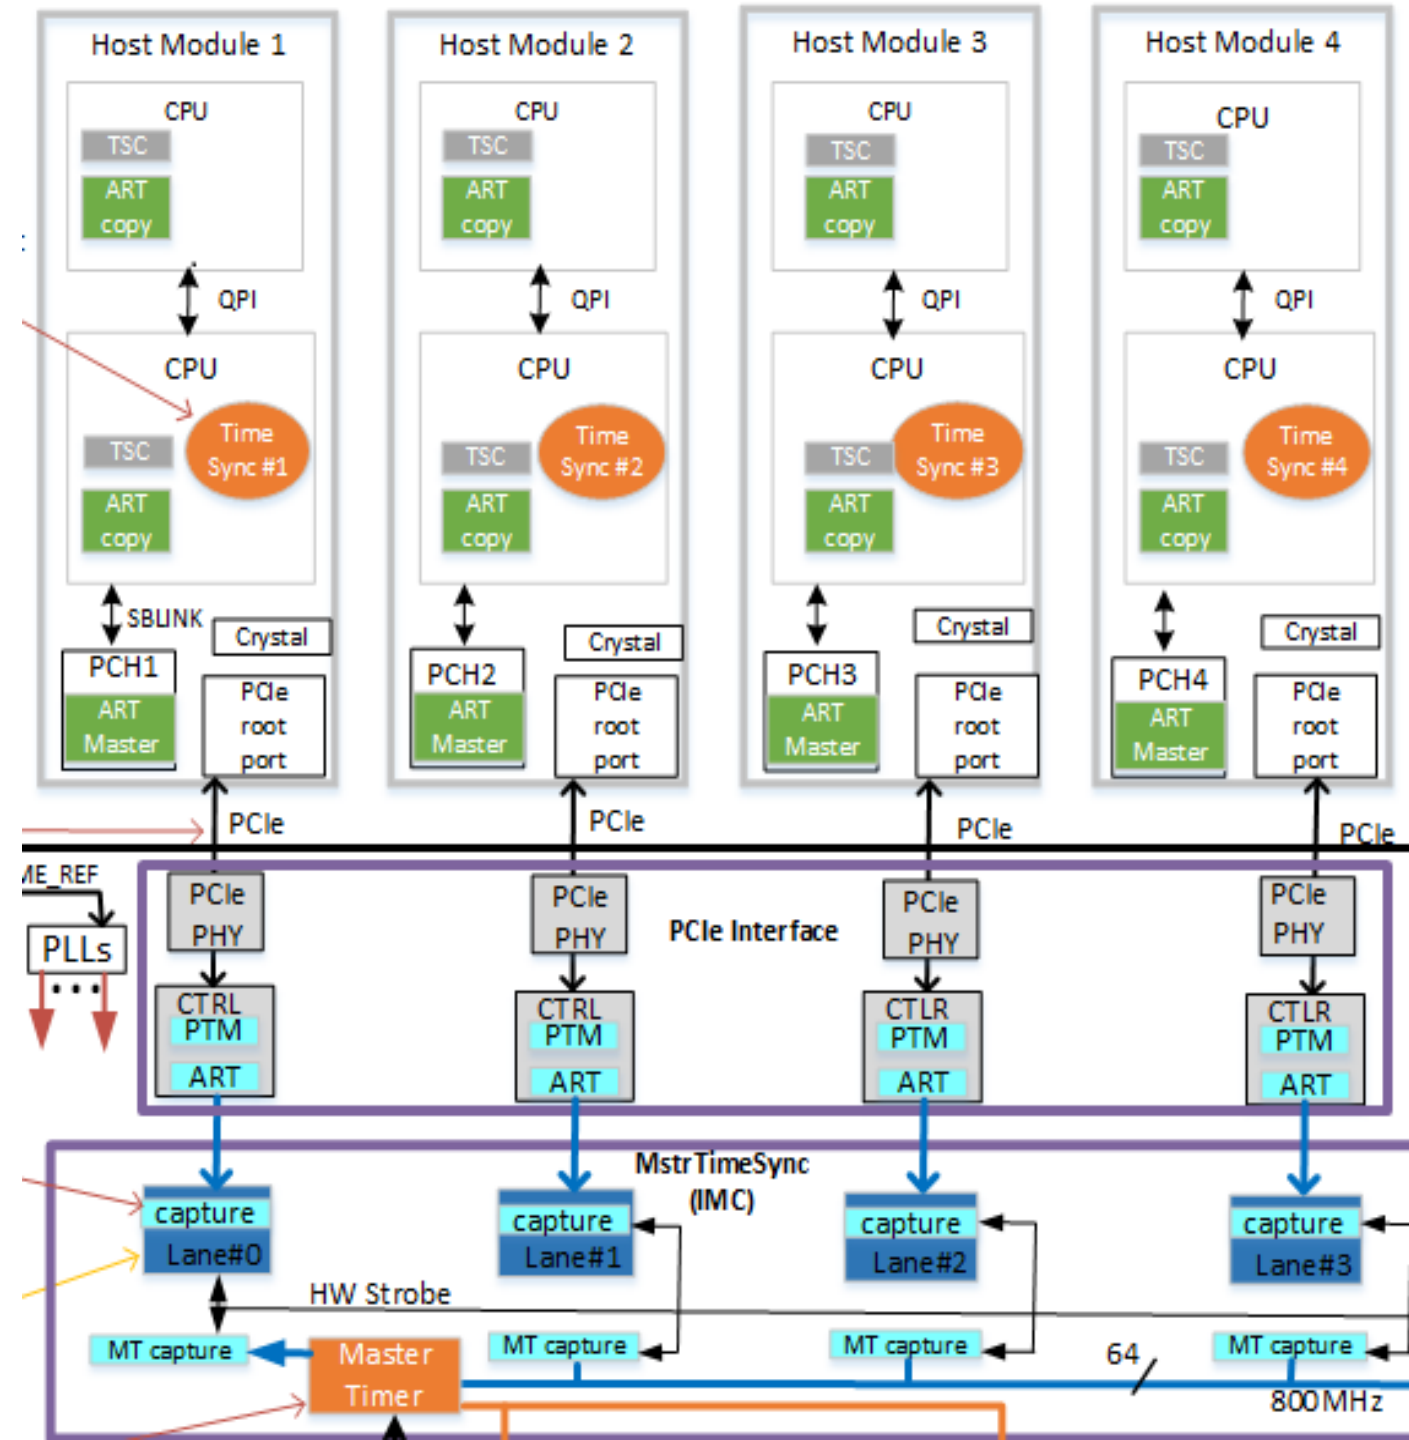 Host Module 1
Host Module 2
Host Module 3
Host Module 4
CPU
CPU
CPU
CPU
TSC
TSC
TSC
TSC
ART
copy
ART
copy
ART
copy
ART
copy
QPI
QPI
QPI
QPI
CPU
CPU
CPU
CPU
Time
Sync #1
Time
Sync #2
Time
Sync #3
Time
Sync #4
TSC
TSC
TSC
TSC
ART
copy
ART
copy
ART
copy
ART
copy
SBLINK
Crystal
Crystal
Crystal
Crystal
PCH1
ART
Master
PCIe
root
port
PCH2
ART
Master
PCIe
root
port
PCH3
ART
Master
PCIe
root
port
PCH4
ART
Master
PCIe
root
port
PCIe
PCIe
PCIe
PCIe
ME_REF
PLLs
...
PCIe
PHY
PCIe
PHY
PCIe Interface
PCIe
PHY
PCIe
PHY
CTRL
PTM
ART
CTRL
PTM
ART
CTLR
PTM
ART
CTLR
PTM
ART
MstrTimeSync
(IMC)
capture
Lane#0
capture
Lane#1
capture
Lane#2
capture
Lane#3
HW Strobe
MT capture
Master
Timer
MT capture
MT capture
MT capture
64
800MHz